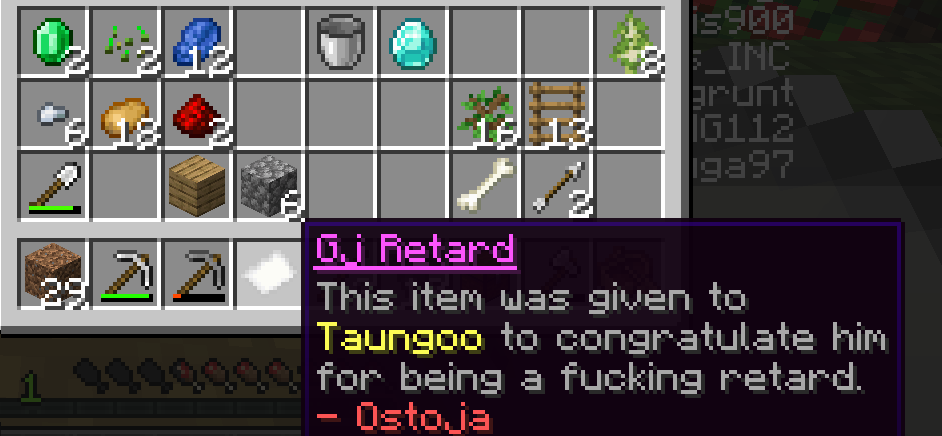 2 2 12 8
is900
s_INC
6 18 2 16 13
grunt
G112
6 2
uga97
29
Gj Retard
This item was given to
Taungoo to congratulate him
for being a fucking retard.
- Ostoja
1